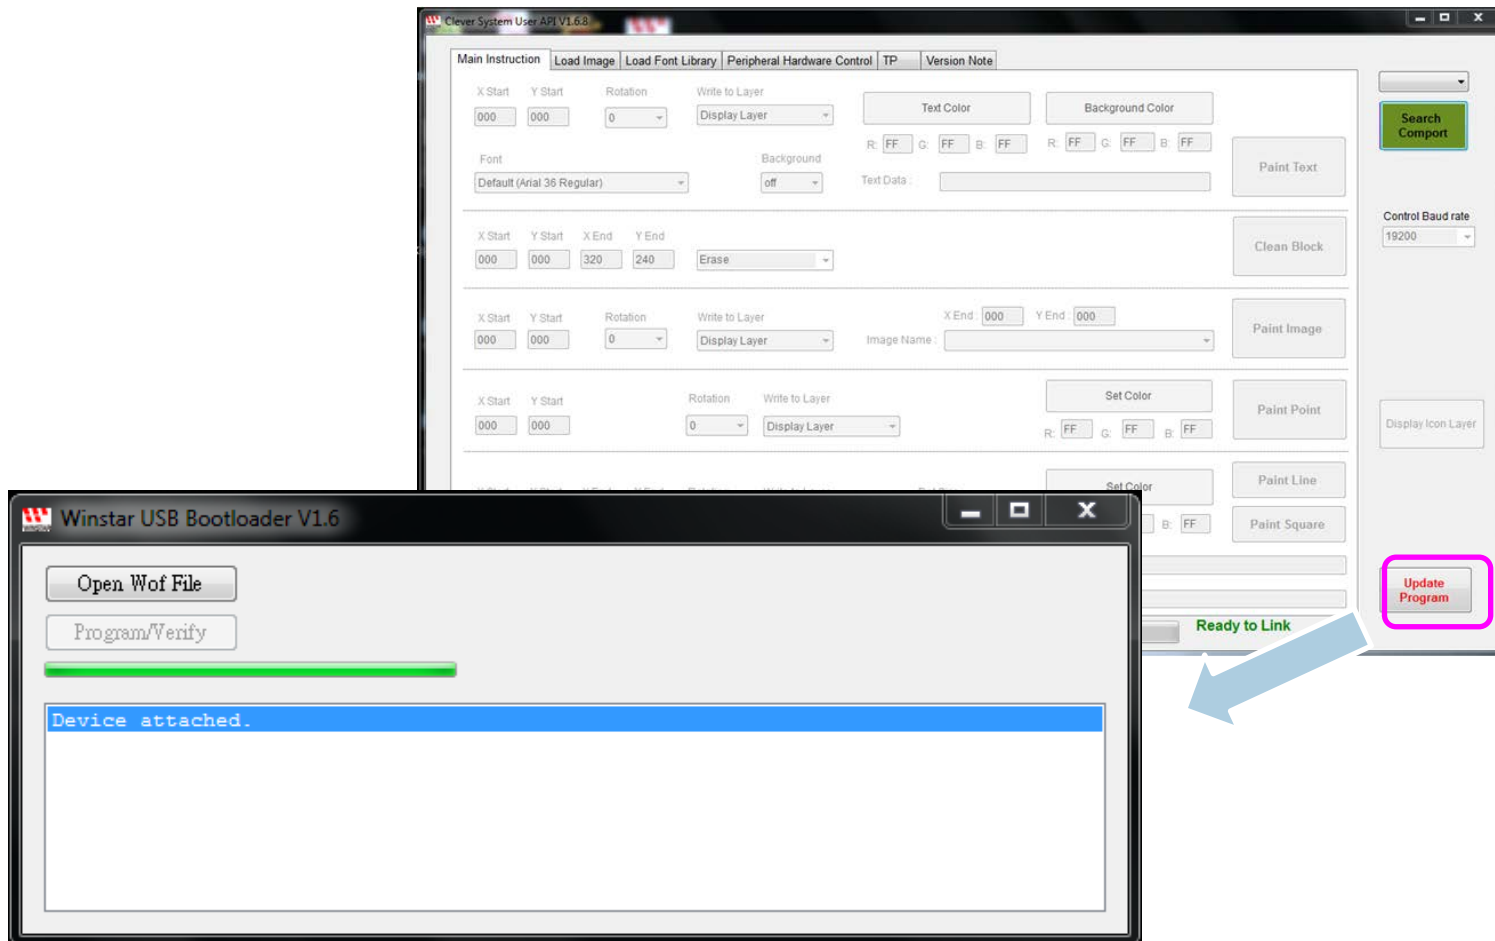 Clever System User API V1.6.8
Main Instruction Load Image Load Font Library Peripheral Hardware Control TP Version Note
X Start Y Start Rotation Write to Layer
000 000 0 Display Layer Text Color Background Color
Search
Comport
R: FF G: FF B: FF R: FF G: FF B: FF
Font Background
Paint Text
Default (Arial 36 Regular) off Text Data :
Control Baud rate
19200
X Start Y Start X End Y End
Clean Block
000 000 320 240 Erase
X Start Y Start Rotation Write to Layer X End : 000 Y End : 000
Paint Image
000 000 0 Display Layer Image Name :
X Start Y Start Rotation Write to Layer Set Color
Paint Point
000 000 0 Display Layer R: FF G: FF B: FF
Display Icon Layer
Set Color Paint Line
B: FF Paint Square
Update
Program
Ready to Link
Winstar USB Bootloader V1.6
Open Wof File
Program/Verify
Device attached.